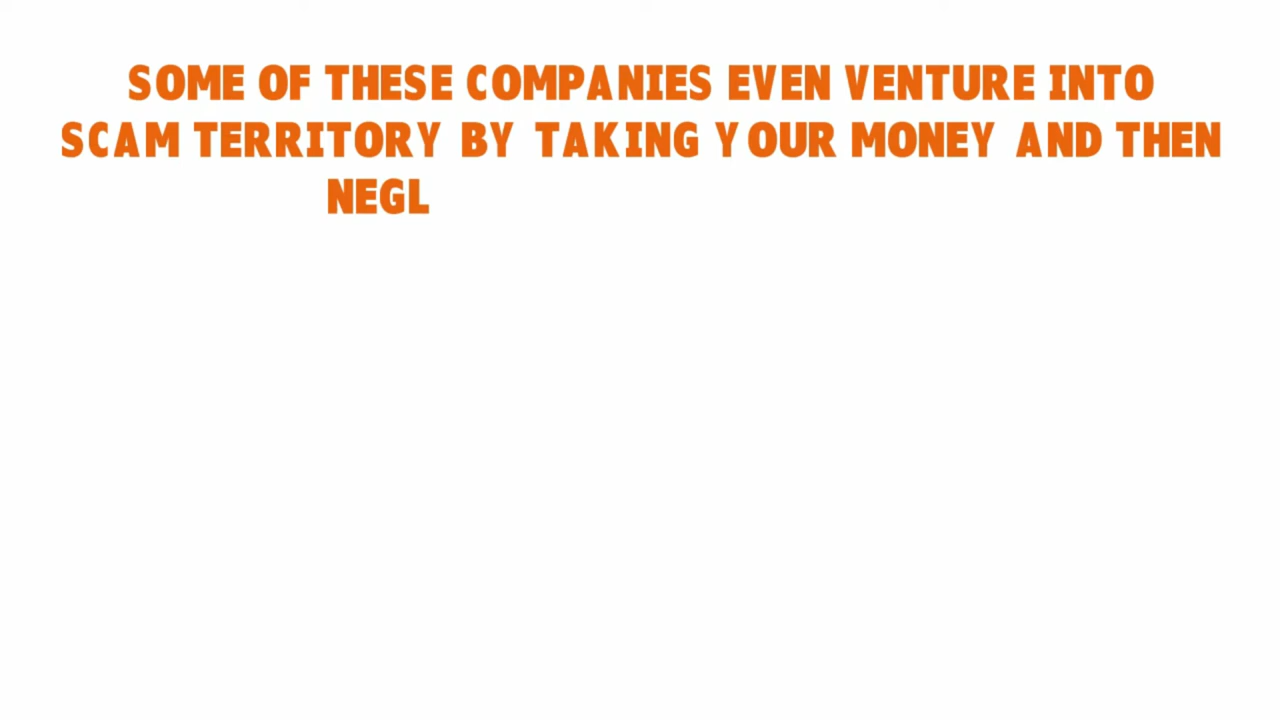 SOME OF THESE COMPANIES EVEN VENTURE INTO
SCAM TERRITORY BY TAKING YOUR MONEY AND THEN
NEGL